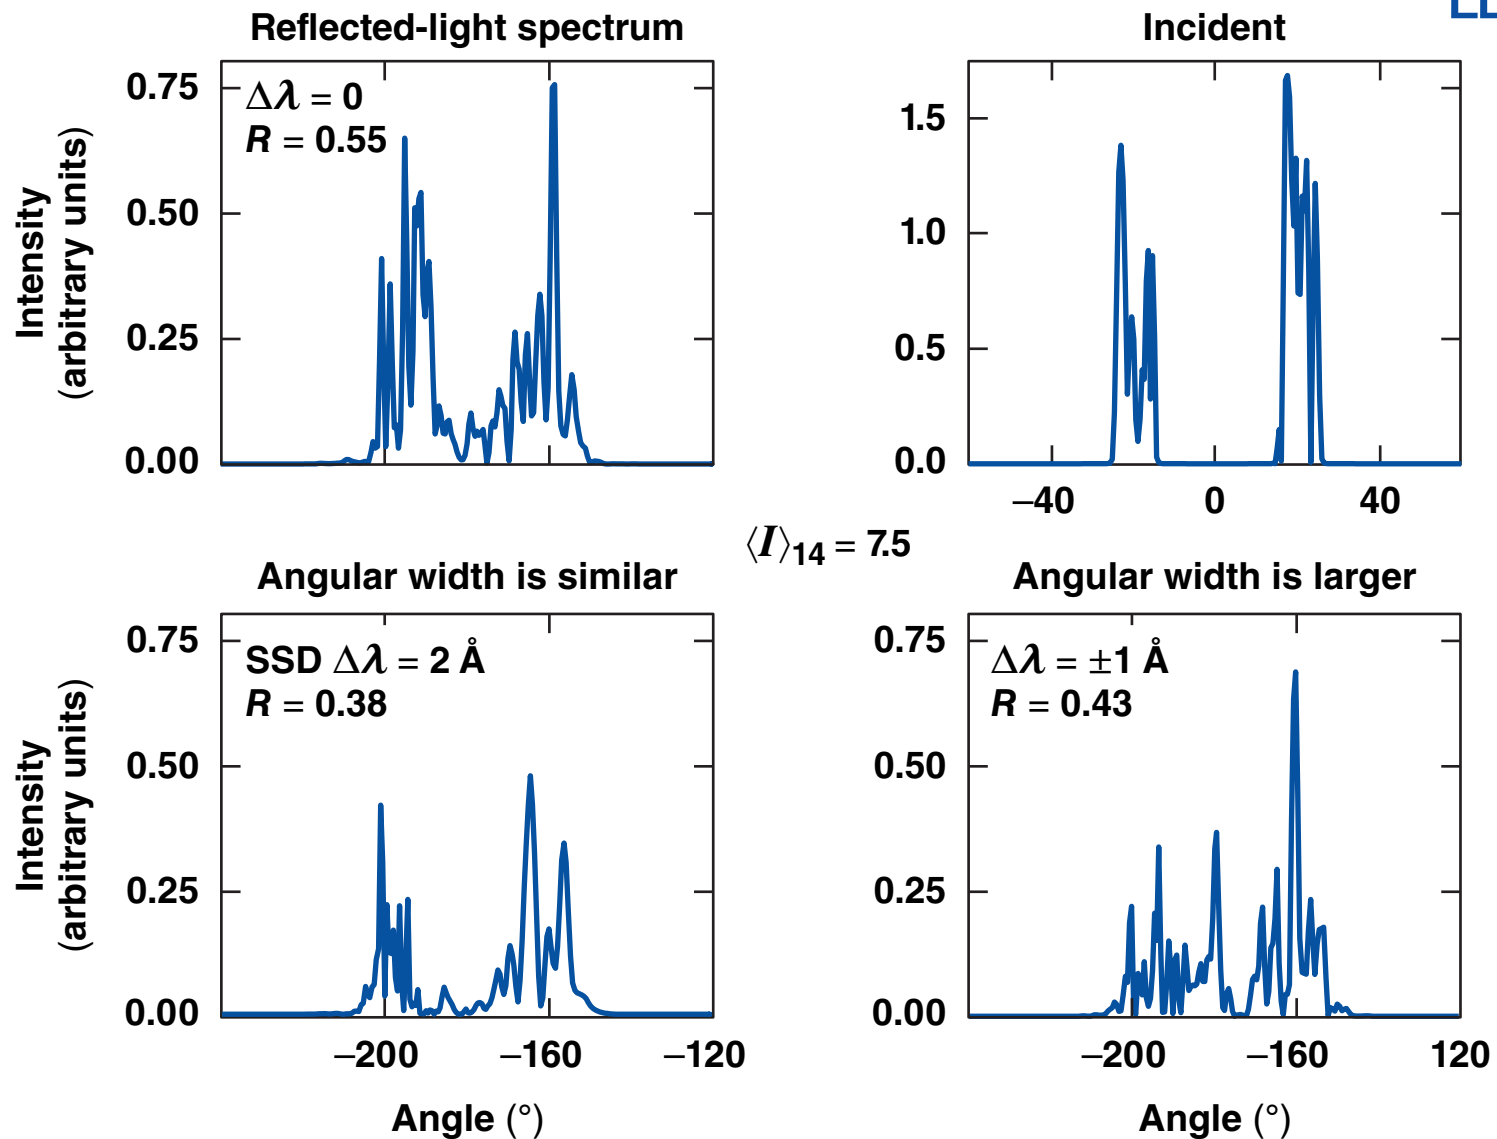 Reflected-light spectrum
Δλ = 0
R = 0.55
0.75
0.50
0.25
0.00
Intensity
(arbitrary units)
Incident
1.5
1.0
0.5
0.0
−40 0 40
⟨I⟩14 = 7.5
Angular width is similar
SSD Δλ = 2 Å
R = 0.38
0.75
0.50
0.25
0.00
Intensity
(arbitrary units)
−200 −160 −120
Angle (°)
Angular width is larger
Δλ = ±1 Å
R = 0.43
0.75
0.50
0.25
0.00
−200 −160 120
Angle (°)